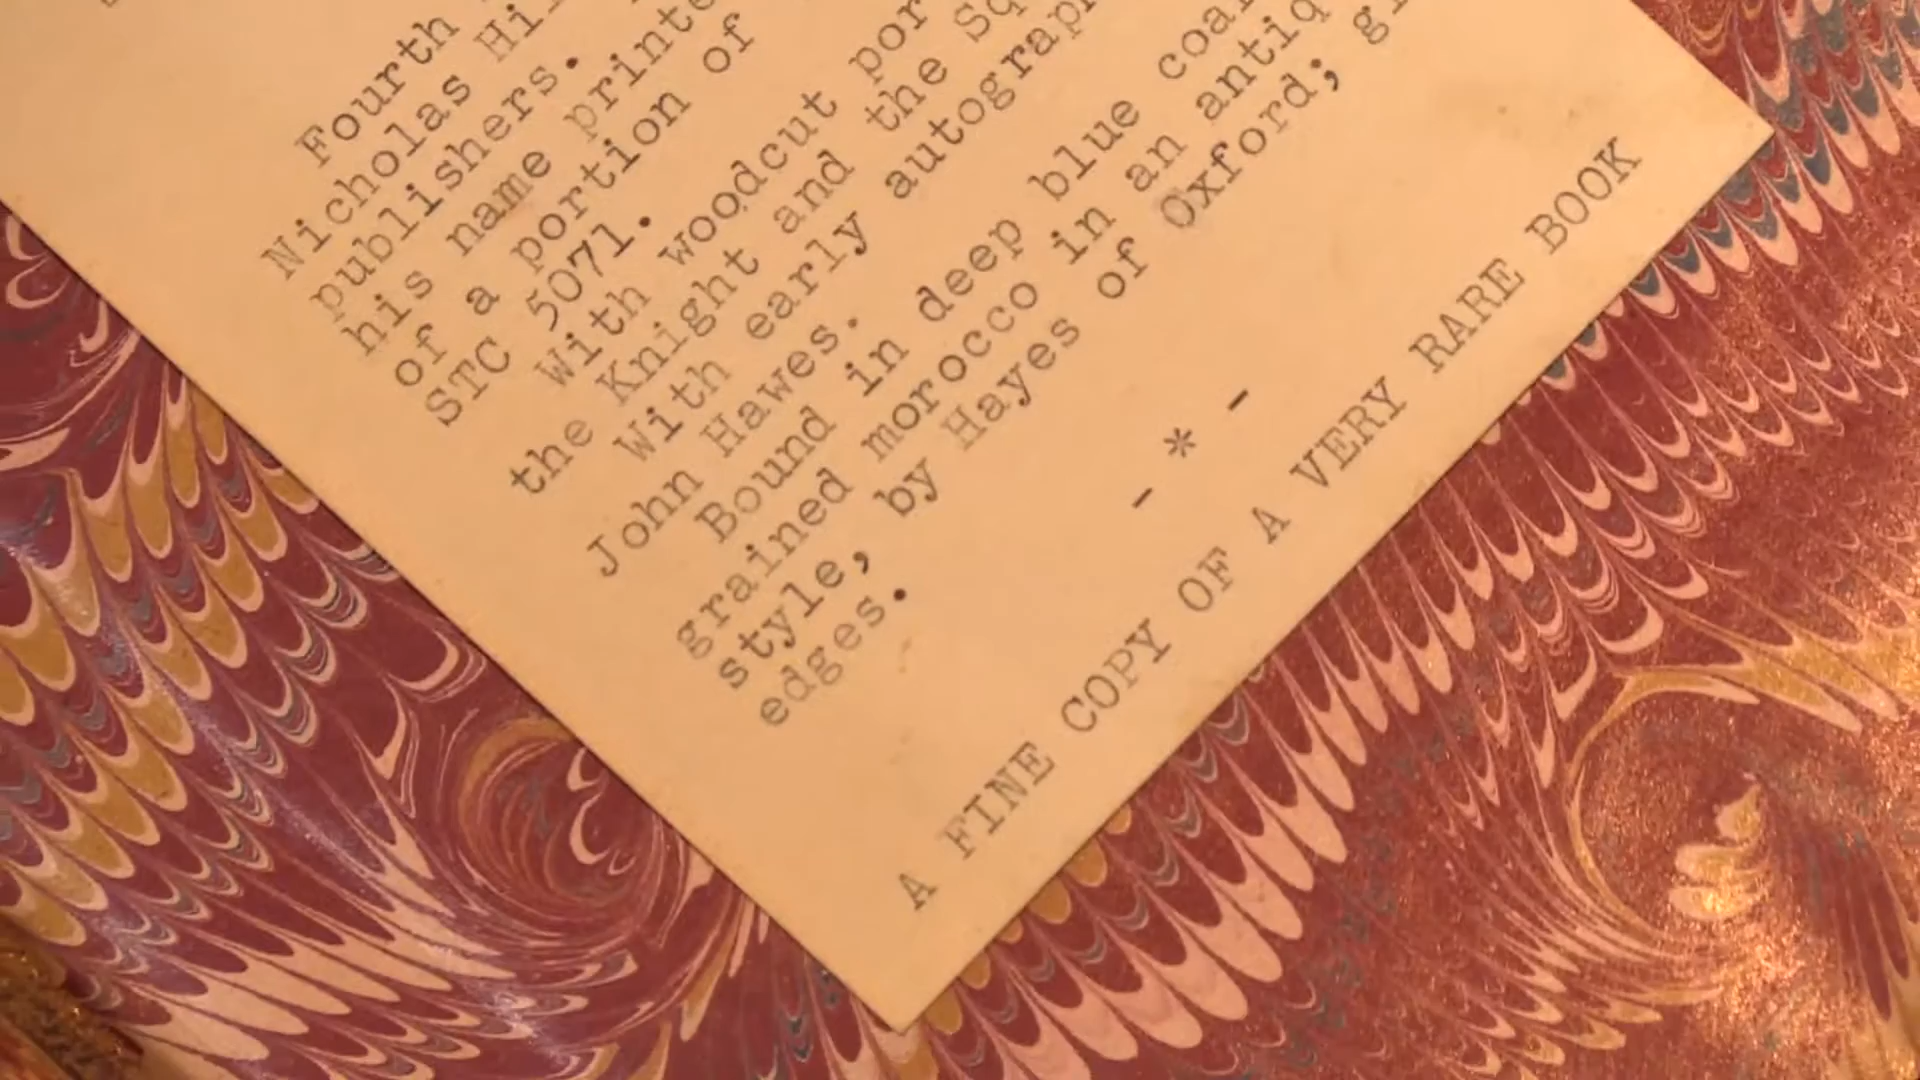 Fourth
Nicholas
publishers.
his name printe
of a portion of
STC 5071.
With woodcut por
the Knight and the Sq
With early autograp
John Hawes.
Bound in deep blue coa
grained morocco in an antiq
style, by Hayes of Oxford; g
edges.
- * -
A FINE COPY OF A VERY RARE BOOK